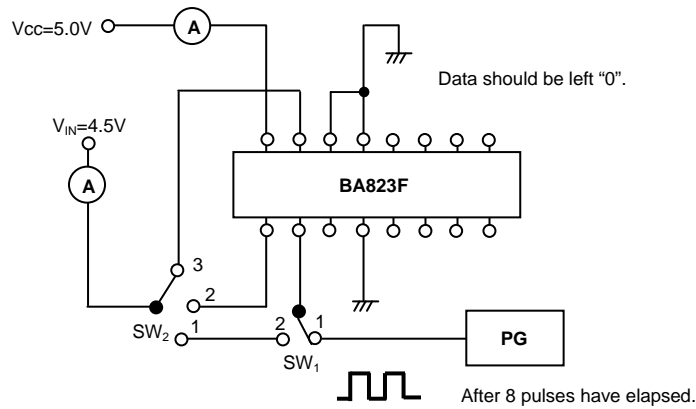 Vcc=5.0V
A
Data should be left “0”.
VIN=4.5V
A
BA823F
3
2
1
SW2
2
1
SW1
PG
After 8 pulses have elapsed.